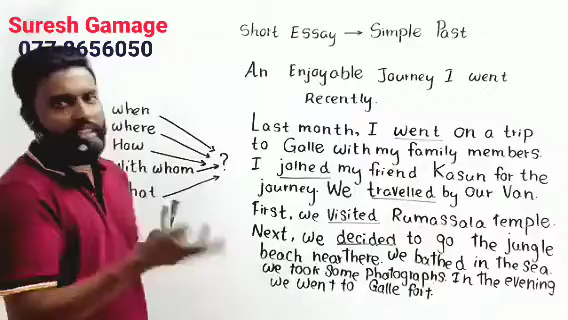 Suresh Gamage
077 8656050
Short Essay → Simple Past
An Enjoyable Journey I went
Recently.
when
where
How
with whom
?
Last month, I went on a trip
to Galle with my family members.
I joined my friend Kasun for the
journey. We travelled by our van.
First, we visited Rumassala temple.
Next, we decided to go the jungle
beach near there. We bathed in the sea.
we took some photographs. In the evening
we went to Galle fort.